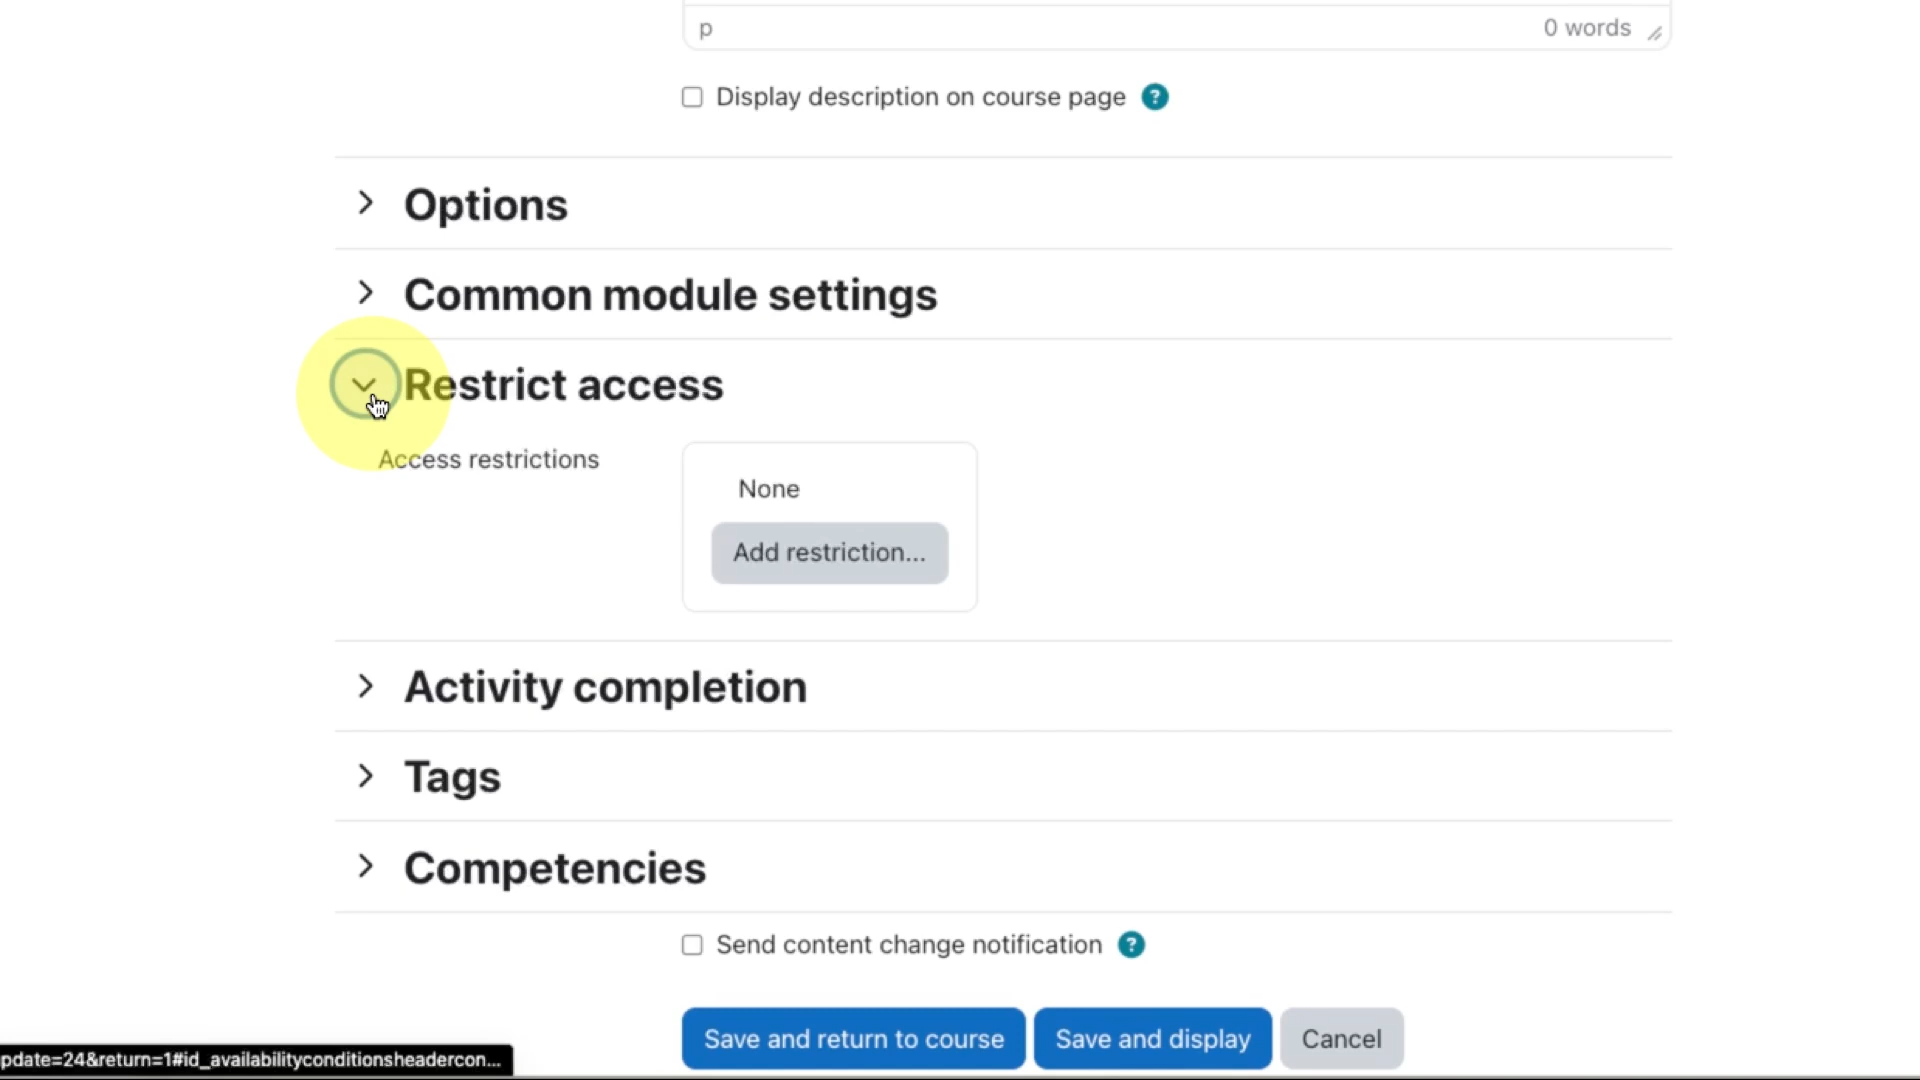 p
0 words
Display description on course page ?
Options
Common module settings
Restrict access
Access restrictions
None
Add restriction...
Activity completion
Tags
Competencies
Send content change notification ?
Save and return to course
Save and display
Cancel
pdate=24&return=1#id_availabilityconditionsheadercon...